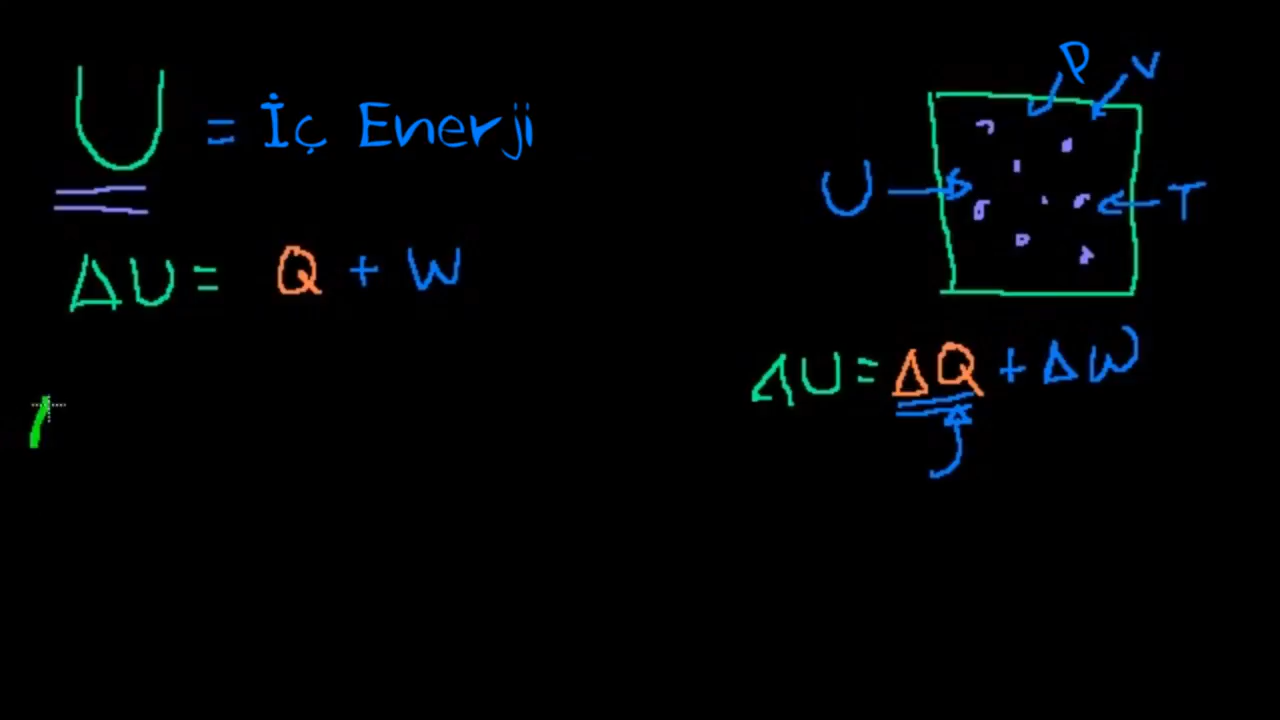 U = İç Enerji
ΔU = Q + W
P
V
U
T
ΔU = ΔQ + ΔW